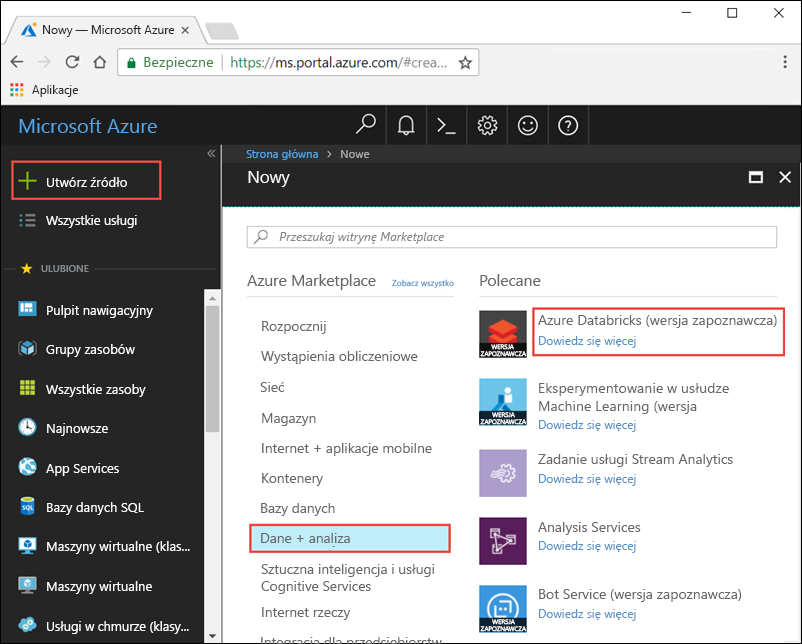 Nowy — Microsoft Azure
Bezpieczne
https://ms.portal.azure.com/#crea...
Aplikacje
Microsoft Azure
Utwórz źródło
Wszystkie usługi
ULUBIONE
Pulpit nawigacyjny
Grupy zasobów
Wszystkie zasoby
Najnowsze
App Services
SQL
Bazy danych SQL
Maszyny wirtualne (klas...
Maszyny wirtualne
Usługi w chmurze (klasy...
Strona główna > Nowe
Nowy
Przeszukaj witrynę Marketplace
Azure Marketplace
Zobacz wszystko
Rozpocznij
Wystąpienia obliczeniowe
Sieć
Magazyn
Internet + aplikacje mobilne
Kontenery
Bazy danych
Dane + analiza
Sztuczna inteligencja i usługi
Cognitive Services
Internet rzeczy
Integracja dla przedsiębiorstw
Polecane
WERSJA
ZAPOZNAWCZA
Azure Databricks (wersja zapoznawcza)
Dowiedz się więcej
WERSJA
ZAPOZNAWCZA
Eksperymentowanie w usłudze
Machine Learning (wersja
Dowiedz się więcej
Zadanie usługi Stream Analytics
Dowiedz się więcej
Analysis Services
Dowiedz się więcej
WERSJA
ZAPOZNAWCZA
Bot Service (wersja zapoznawcza)
Dowiedz się więcej